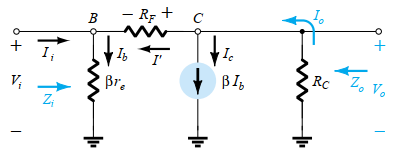 B
− R_F +
C
I_o
+
I_i
I_b
I′
I_c
+
V_i
Z_i
βr_e
βI_b
R_C
Z_o
V_o
−
−